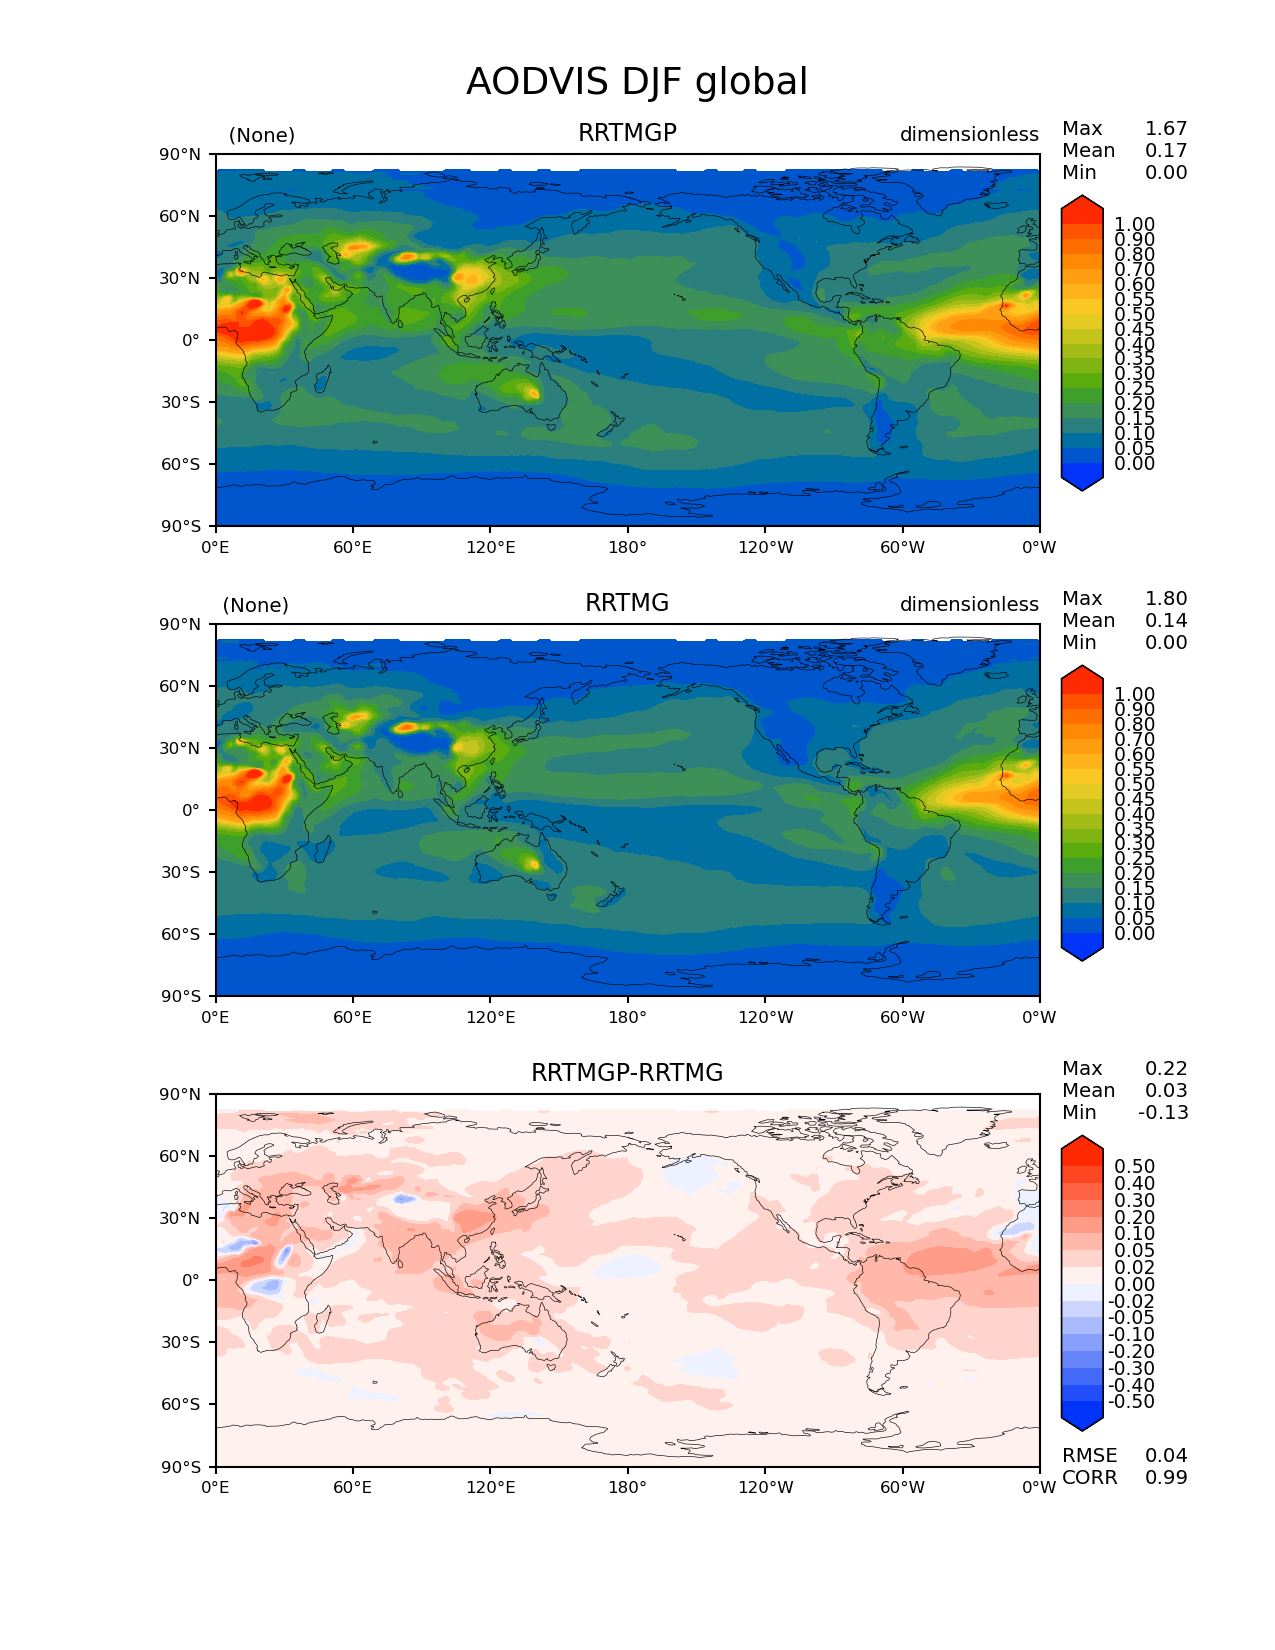 AODVIS DJF global
(None) RRTMGP dimensionless
Max 1.67
Mean 0.17
Min 0.00
90°N
60°N
30°N
0°
30°S
60°S
90°S
0°E 60°E 120°E 180° 120°W 60°W 0°W
1.00
0.90
0.80
0.70
0.60
0.55
0.50
0.45
0.40
0.35
0.30
0.25
0.20
0.15
0.10
0.05
0.00
(None) RRTMG dimensionless
Max 1.80
Mean 0.14
Min 0.00
90°N
60°N
30°N
0°
30°S
60°S
90°S
0°E 60°E 120°E 180° 120°W 60°W 0°W
1.00
0.90
0.80
0.70
0.60
0.55
0.50
0.45
0.40
0.35
0.30
0.25
0.20
0.15
0.10
0.05
0.00
RRTMGP-RRTMG
Max 0.22
Mean 0.03
Min -0.13
90°N
60°N
30°N
0°
30°S
60°S
90°S
0°E 60°E 120°E 180° 120°W 60°W 0°W
0.50
0.40
0.30
0.20
0.10
0.05
0.02
0.00
-0.02
-0.05
-0.10
-0.20
-0.30
-0.40
-0.50
RMSE 0.04
CORR 0.99